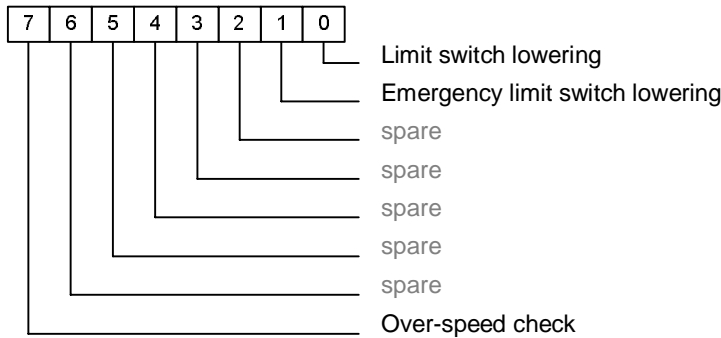 7 6 5 4 3 2 1 0
Limit switch lowering
Emergency limit switch lowering
spare
spare
spare
spare
spare
Over-speed check